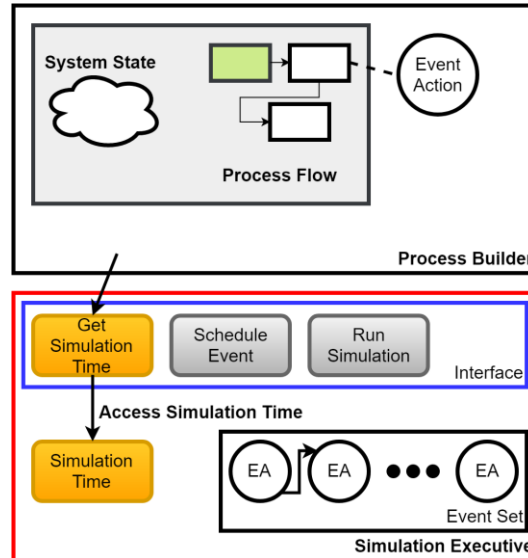 System State
Event
Action
Process Flow
Process Builder
Get
Simulation
Time
Schedule
Event
Run
Simulation
Interface
Access Simulation Time
Simulation
Time
EA
EA
EA
Event Set
Simulation Executive